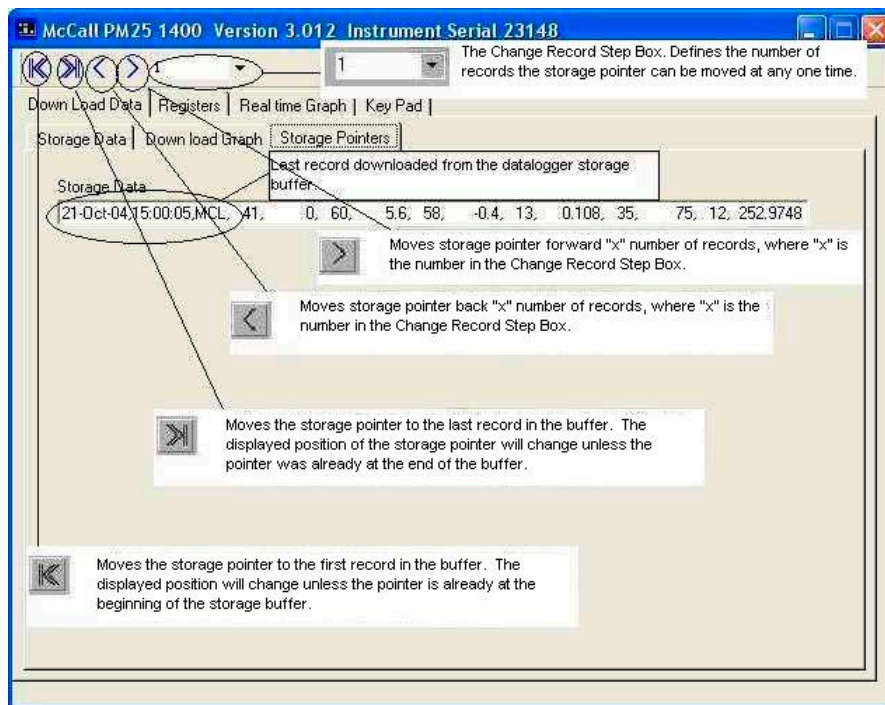 McCall PM25 1400 Version 3.012 Instrument Serial 23148
1
1
The Change Record Step Box. Defines the number of
records the storage pointer can be moved at any one time.
Down Load Data Registers Real time Graph Key Pad
Storage Data Down load Graph Storage Pointers
Last record downloaded from the datalogger storage
buffer.
Storage Data
21-Oct-04,15:00:05,MCL, 41, 0, 60, 5.6, 58, -0.4, 13, 0.108, 35, 75, 12, 252.9748
Moves storage pointer forward "x" number of records, where "x" is
the number in the Change Record Step Box.
Moves storage pointer back "x" number of records, where "x" is the
number in the Change Record Step Box.
Moves the storage pointer to the last record in the buffer. The
displayed position of the storage pointer will change unless the
pointer was already at the end of the buffer.
Moves the storage pointer to the first record in the buffer. The
displayed position will change unless the pointer is already at the
beginning of the storage buffer.